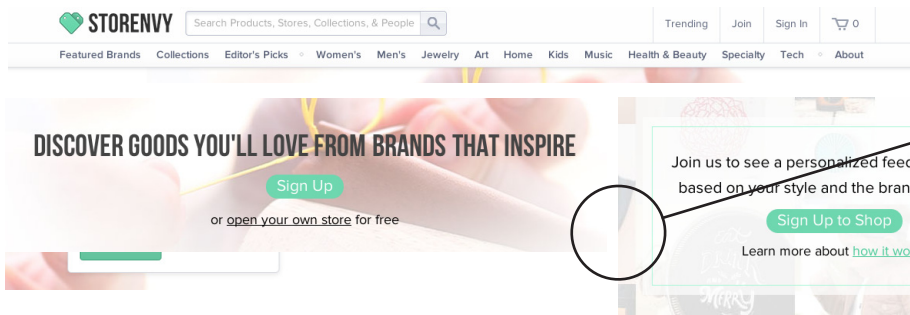 STORENVY
Search Products, Stores, Collections, & People
Trending Join Sign In 0
Featured Brands Collections Editor's Picks Women's Men's Jewelry Art Home Kids Music Health & Beauty Specialty Tech About
DISCOVER GOODS YOU'LL LOVE FROM BRANDS THAT INSPIRE
Sign Up
or open your own store for free
Join us to see a personalized feed
based on your style and the bran
Sign Up to Shop
Learn more about how it wo
MERRY